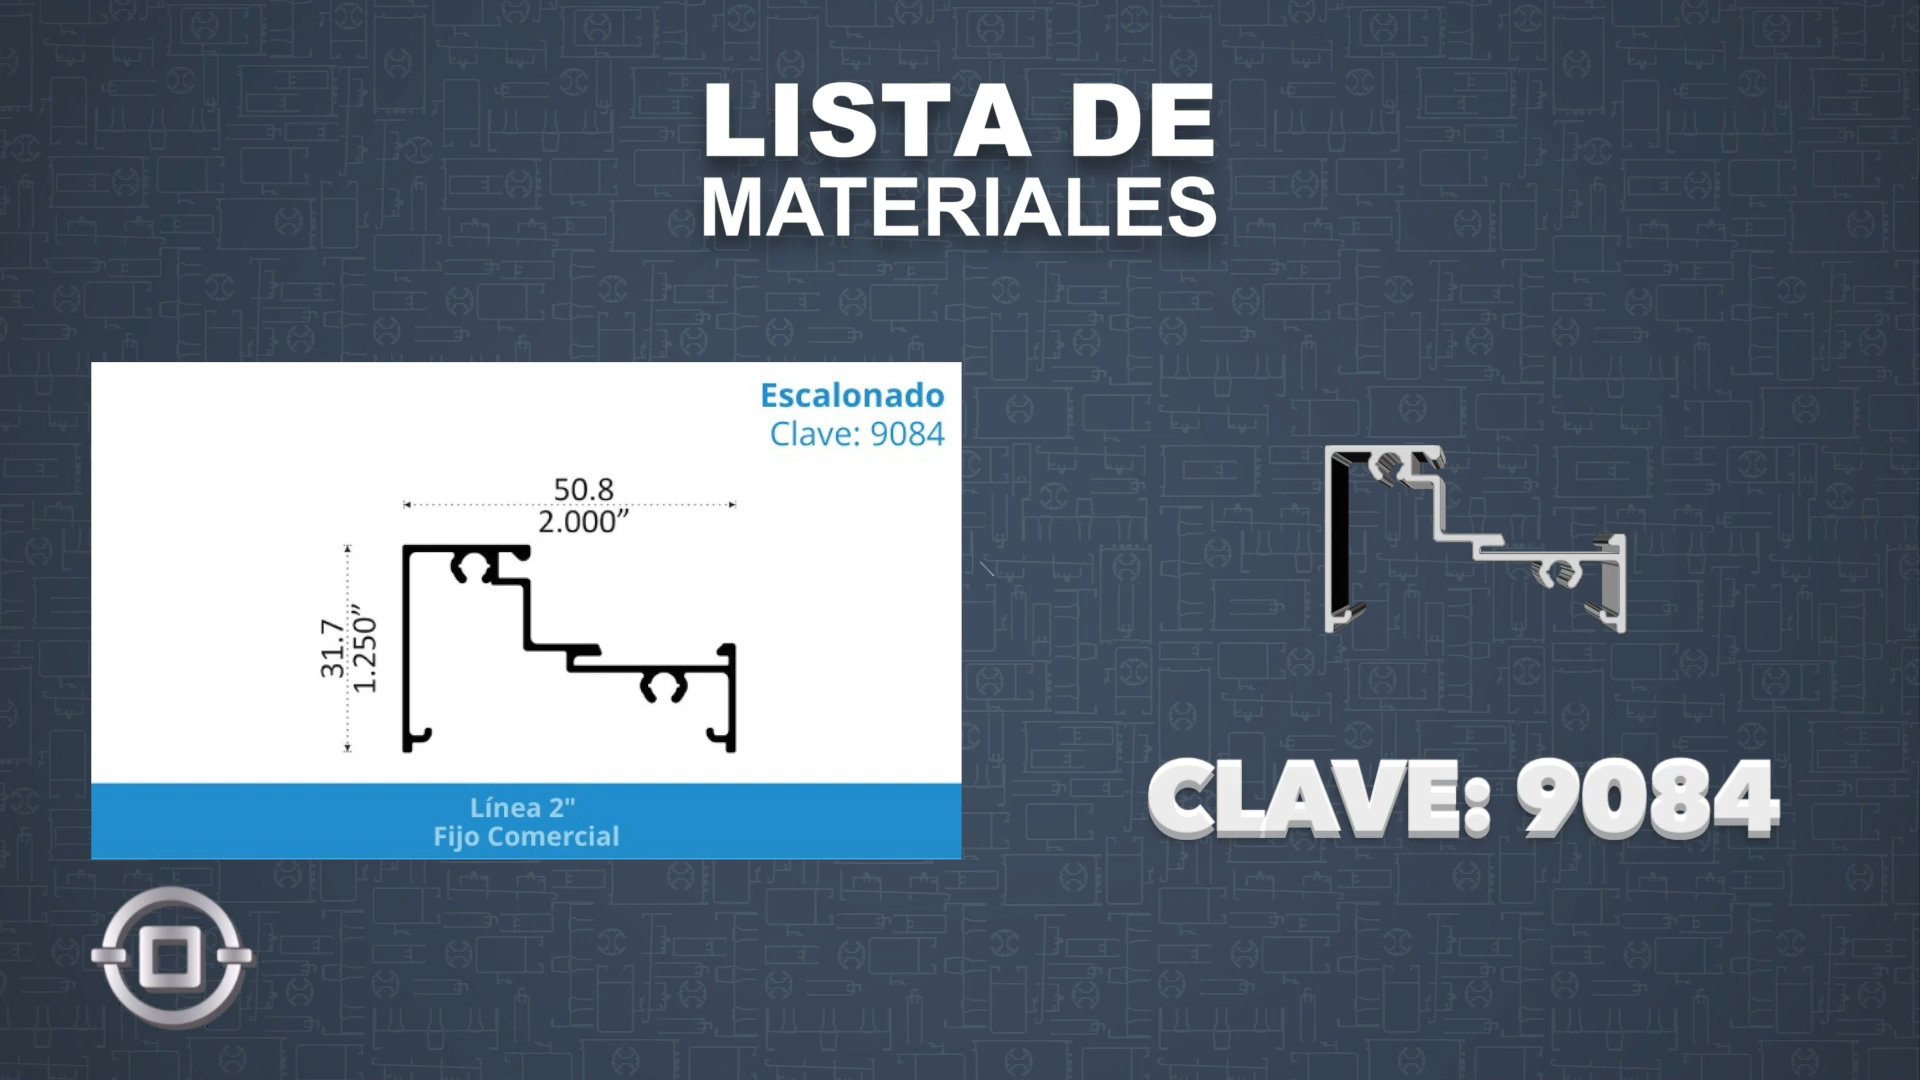 LISTA DE
MATERIALES
Escalonado
Clave: 9084
50.8
2.000”
31.7
1.250”
Línea 2"
Fijo Comercial
CLAVE: 9084